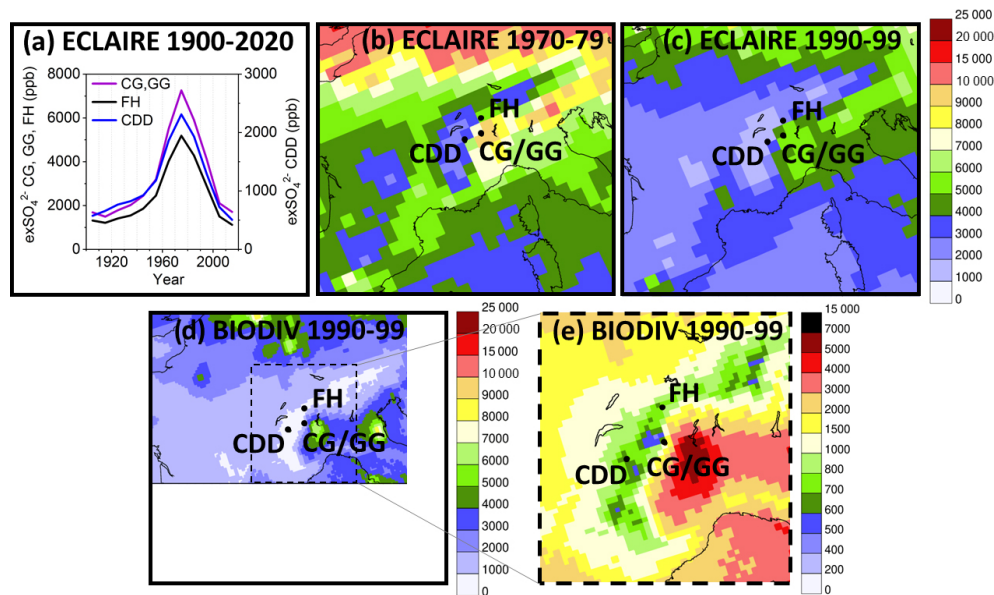 (a) ECLAIRE 1900-2020
8000
6000
4000
2000
0
exSO₄²⁻ CG, GG, FH (ppb)
CG,GG
FH
CDD
3000
2000
1000
0
exSO₄²⁻ CDD (ppb)
1920
1960
2000
Year
(b) ECLAIRE 1970-79
FH
CDD
CG/GG
(c) ECLAIRE 1990-99
FH
CDD
CG/GG
25 000
20 000
15 000
10 000
9000
8000
7000
6000
5000
4000
3000
2000
1000
0
(d) BIODIV 1990-99
FH
CDD
CG/GG
25 000
20 000
15 000
10 000
9000
8000
7000
6000
5000
4000
3000
2000
1000
0
(e) BIODIV 1990-99
FH
CDD
CG/GG
15 000
7000
5000
4000
3000
2000
1500
1000
800
700
600
500
400
200
0